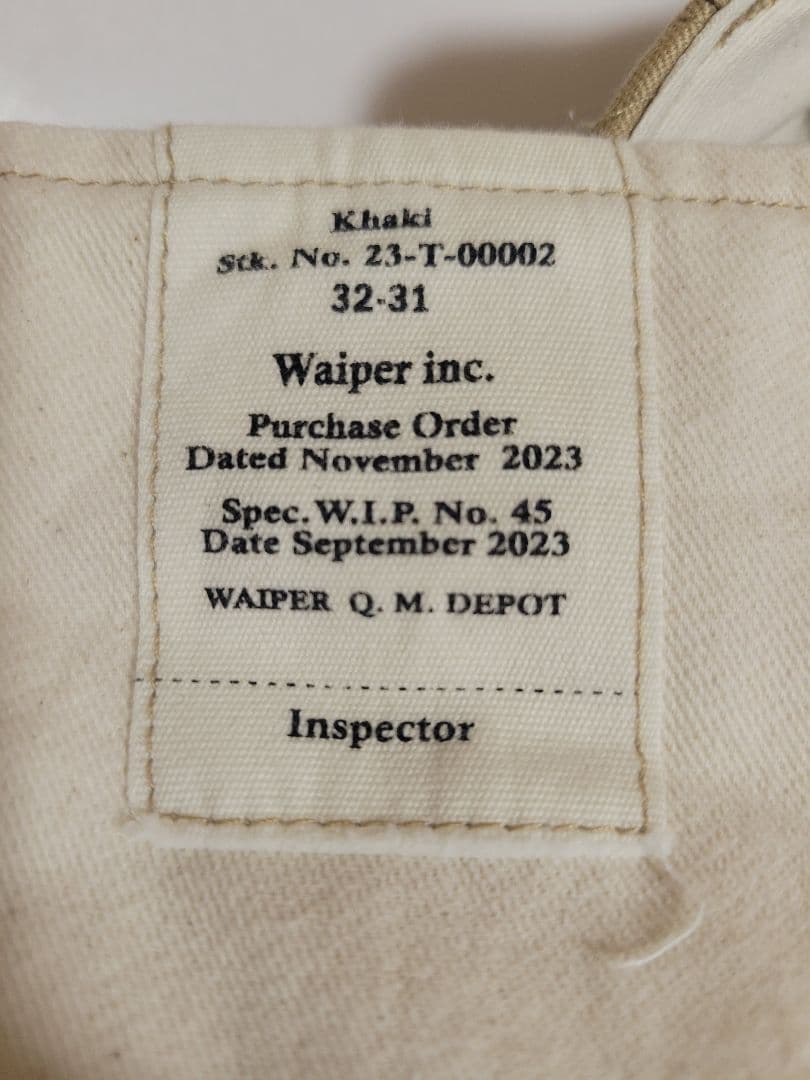 Khaki
Stk. No. 23-T-00002
32-31
Waiper inc.
Purchase Order
Dated November 2023
Spec. W.I.P. No. 45
Date September 2023
WAIPER Q. M. DEPOT
Inspector